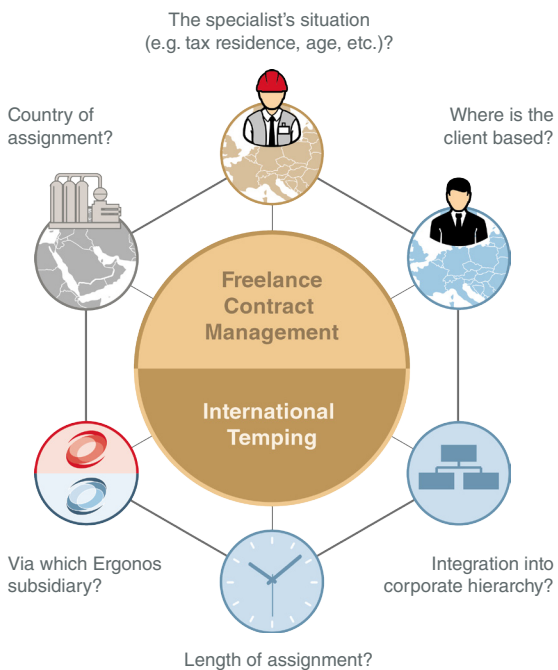 The specialist’s situation
(e.g. tax residence, age, etc.)?
Country of
assignment?
Where is the
client based?
Freelance
Contract
Management
International
Temping
Via which Ergonos
subsidiary?
Integration into
corporate hierarchy?
Length of assignment?